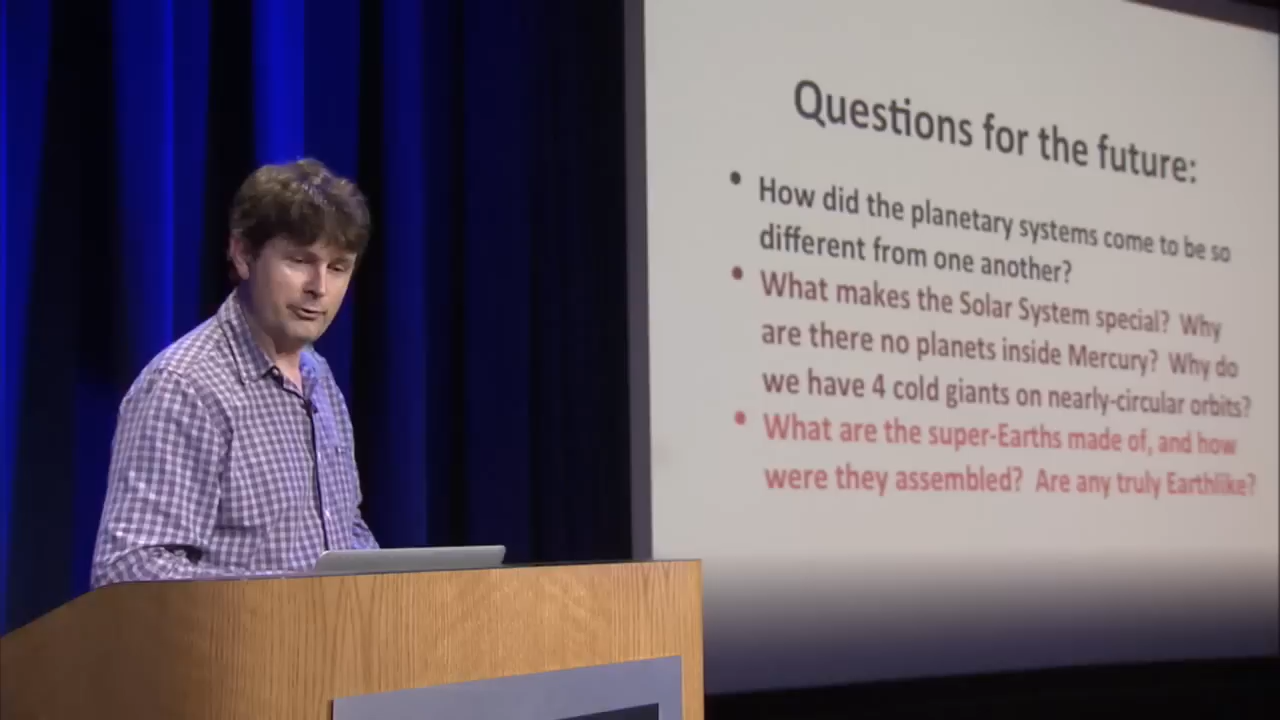 Questions for the future:
• How did the planetary systems come to be so
different from one another?
• What makes the Solar System special? Why
are there no planets inside Mercury? Why do
we have 4 cold giants on nearly-circular orbits?
• What are the super-Earths made of, and how
were they assembled? Are any truly Earthlike?